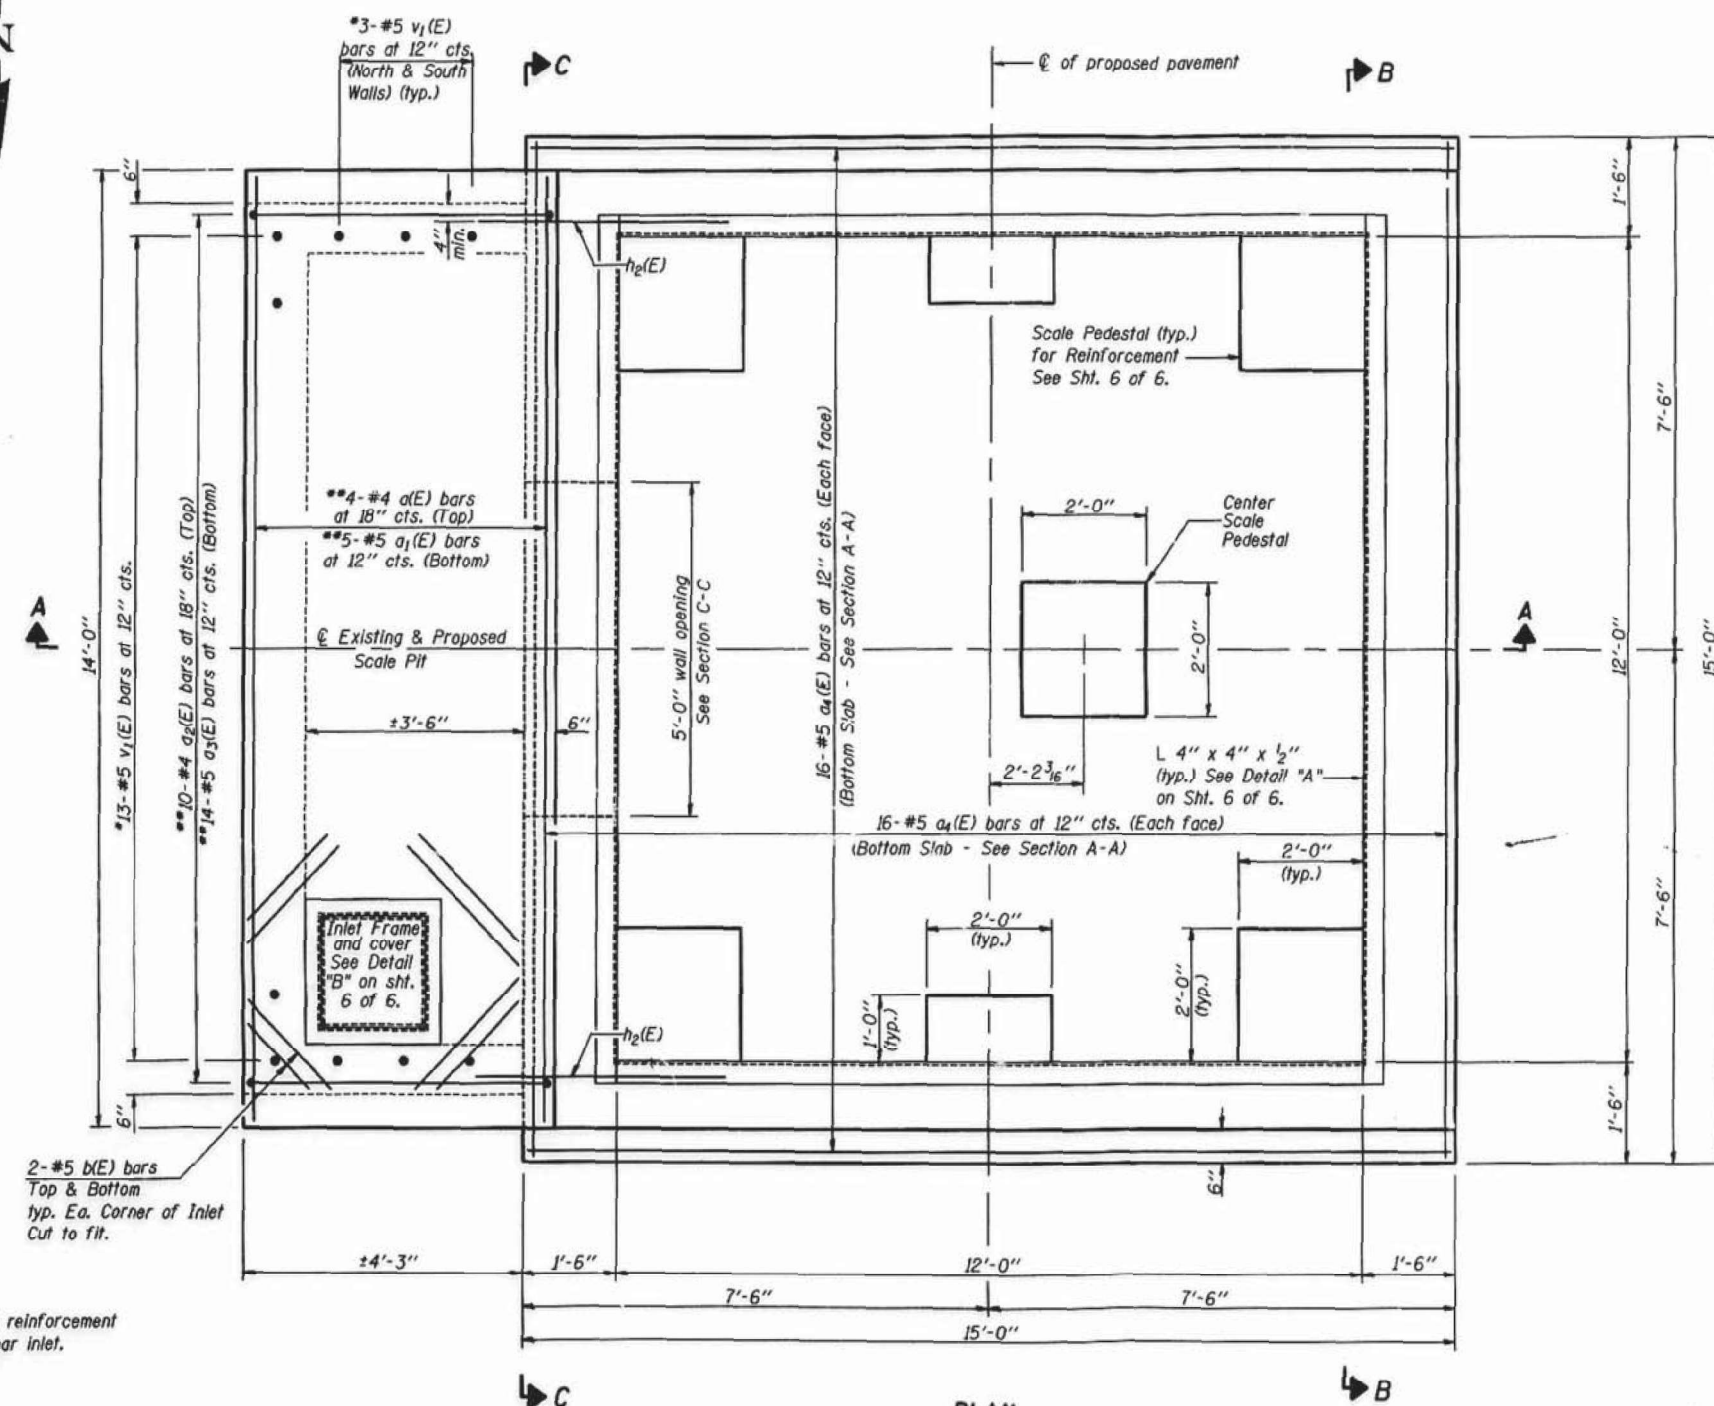 N
*3-#5 v₁(E)
bars at 12" cts.
(North & South
Walls) (typ.)
C
℄ of proposed pavement
B
6"
4"
min.
h₂(E)
1'-6"
Scale Pedestal (typ.)
for Reinforcement
See Sht. 6 of 6.
7'-6"
**4-#4 a(E) bars
at 18" cts. (Top)
**5-#5 a₁(E) bars
at 12" cts. (Bottom)
2'-0"
Center
Scale
Pedestal
A
14'-0"
*13-#5 v₁(E) bars at 12" cts.
**10-#4 a₂(E) bars at 18" cts. (Top)
**14-#5 a₃(E) bars at 12" cts. (Bottom)
℄ Existing & Proposed
Scale Pit
5'-0" wall opening
See Section C-C
16-#5 a₄(E) bars at 12" cts. (Each face)
(Bottom Slab - See Section A-A)
2'-0"
A
12'-0"
15'-0"
±3'-6"
6"
2'-2 3/16"
L 4" x 4" x 1/2"
(typ.) See Detail "A"
on Sht. 6 of 6.
16-#5 a₄(E) bars at 12" cts. (Each face)
(Bottom Slab - See Section A-A)
2'-0"
(typ.)
7'-6"
Inlet Frame
and cover
See Detail
"B" on sht.
6 of 6.
2'-0"
(typ.)
2'-0"
(typ.)
1'-0"
(typ.)
h₂(E)
6"
1'-6"
2-#5 b(E) bars
Top & Bottom
typ. Ea. Corner of Inlet
Cut to fit.
6"
±4'-3"
1'-6"
12'-0"
1'-6"
7'-6"
7'-6"
15'-0"
reinforcement
ar inlet.
C
B
PLAN